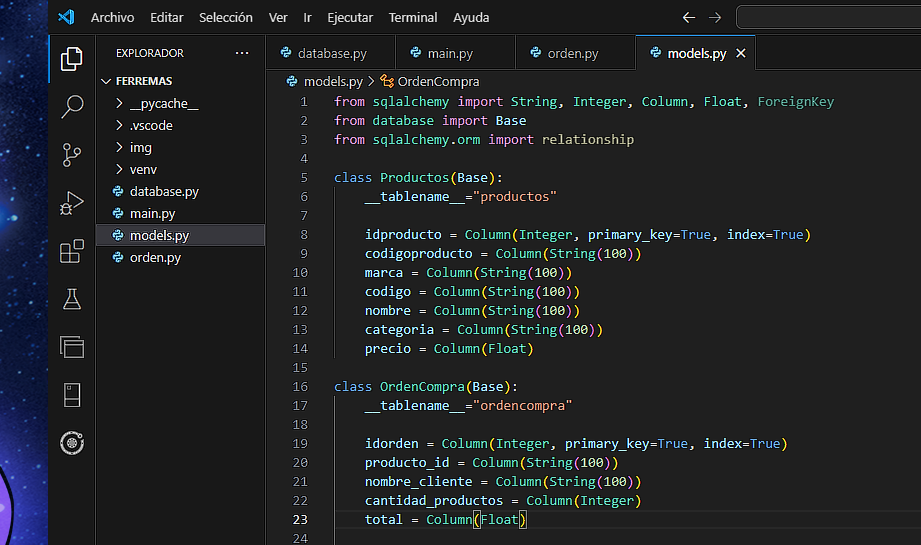 Archivo Editar Selección Ver Ir Ejecutar Terminal Ayuda
EXPLORADOR
FERREMAS
__pycache__
.vscode
img
venv
database.py
main.py
models.py
orden.py
database.py main.py orden.py models.py
models.py > OrdenCompra
1 from sqlalchemy import String, Integer, Column, Float, ForeignKey
2 from database import Base
3 from sqlalchemy.orm import relationship
4
5 class Productos(Base):
6 __tablename__="productos"
7
8 idproducto = Column(Integer, primary_key=True, index=True)
9 codigoproducto = Column(String(100))
10 marca = Column(String(100))
11 codigo = Column(String(100))
12 nombre = Column(String(100))
13 categoria = Column(String(100))
14 precio = Column(Float)
15
16 class OrdenCompra(Base):
17 __tablename__="ordencompra"
18
19 idorden = Column(Integer, primary_key=True, index=True)
20 producto_id = Column(String(100))
21 nombre_cliente = Column(String(100))
22 cantidad_productos = Column(Integer)
23 total = Column(Float)
24